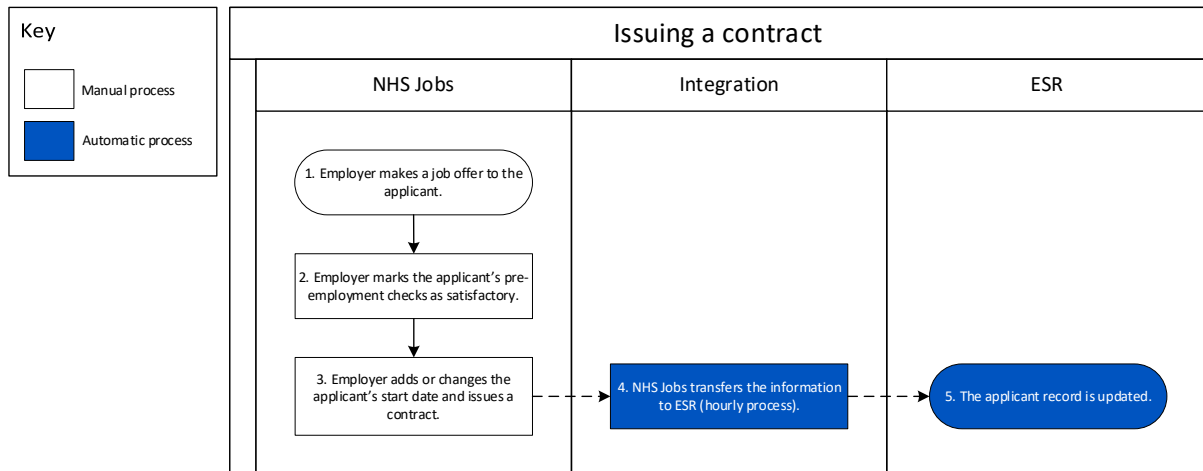 Key
Manual process
Automatic process
Issuing a contract
NHS Jobs
Integration
ESR
1. Employer makes a job offer to the
applicant.
2. Employer marks the applicant’s pre-
employment checks as satisfactory.
3. Employer adds or changes the
applicant’s start date and issues a
contract.
4. NHS Jobs transfers the information
to ESR (hourly process).
5. The applicant record is updated.